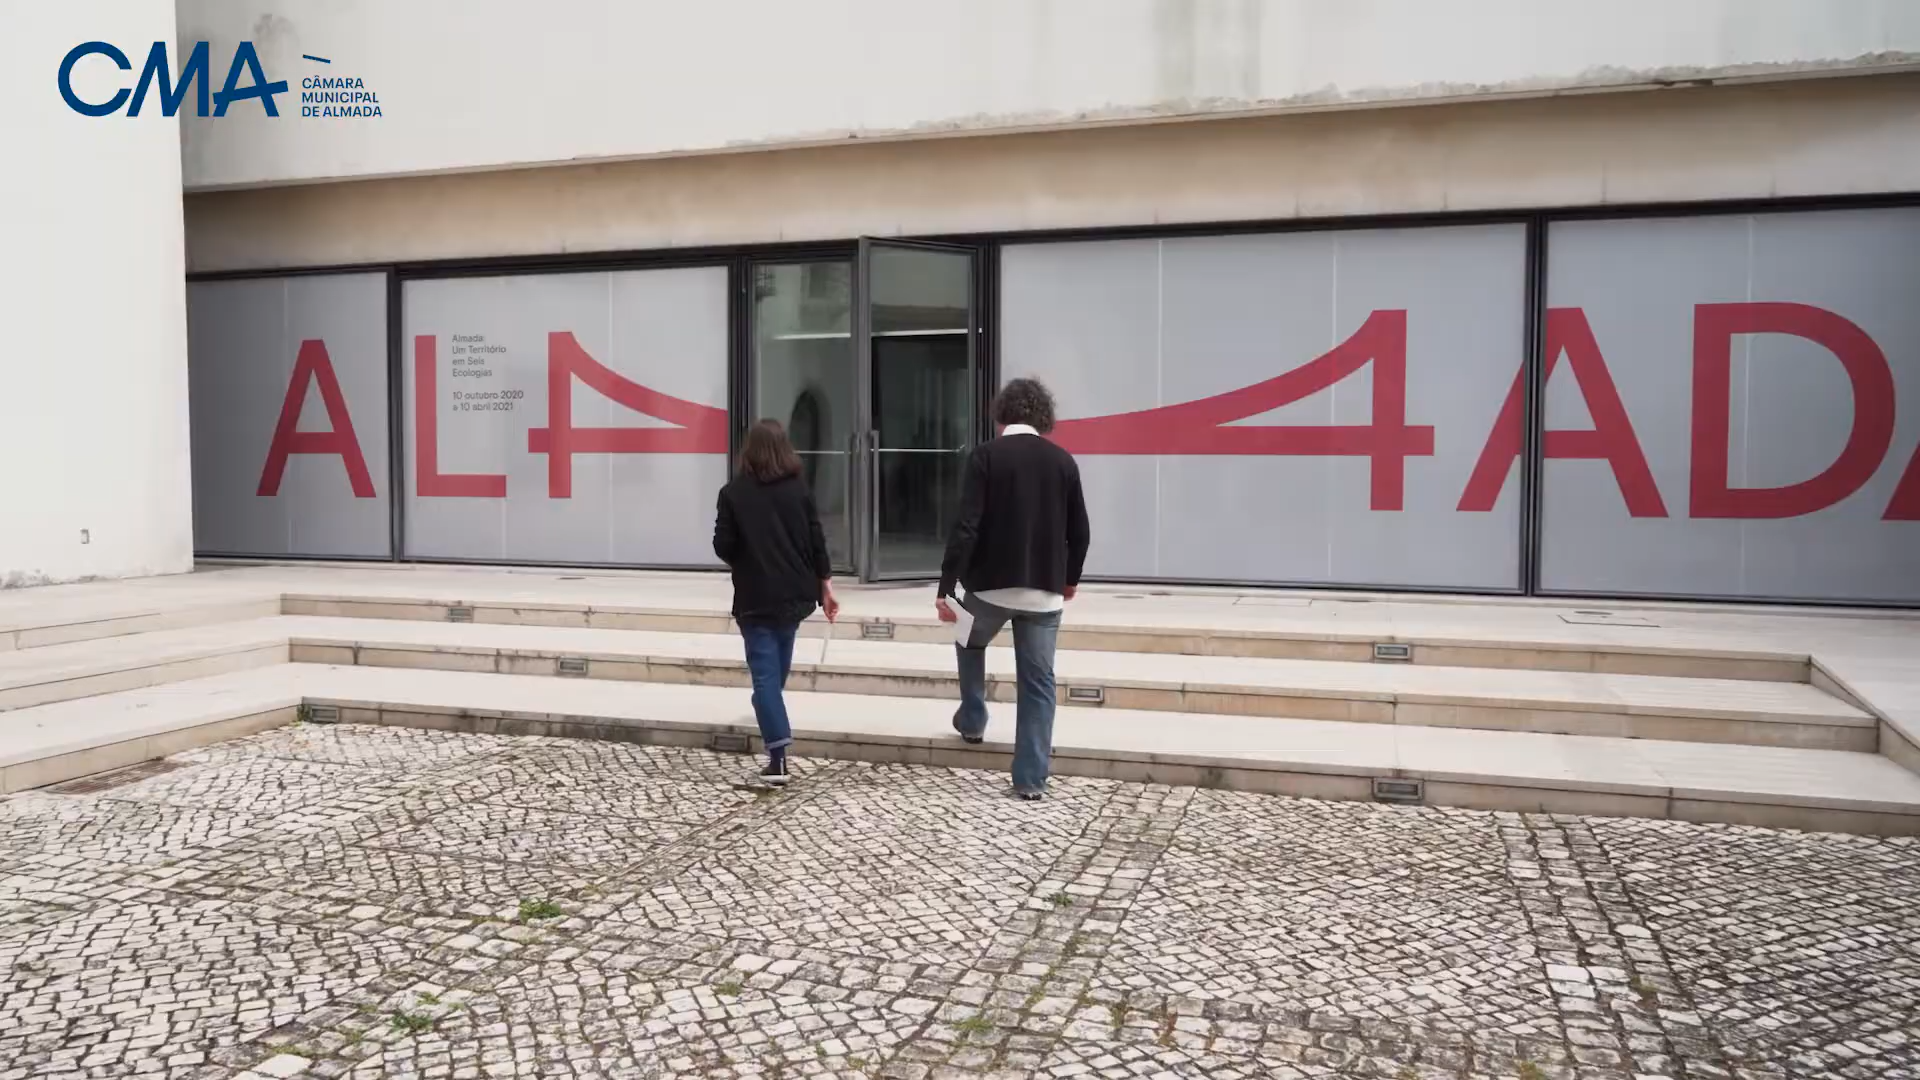 CMA
CÂMARA
MUNICIPAL
DE ALMADA
ALMADA
Almada:
Um Território
em Seis
Ecologias
10 outubro 2020
a 10 abril 2021